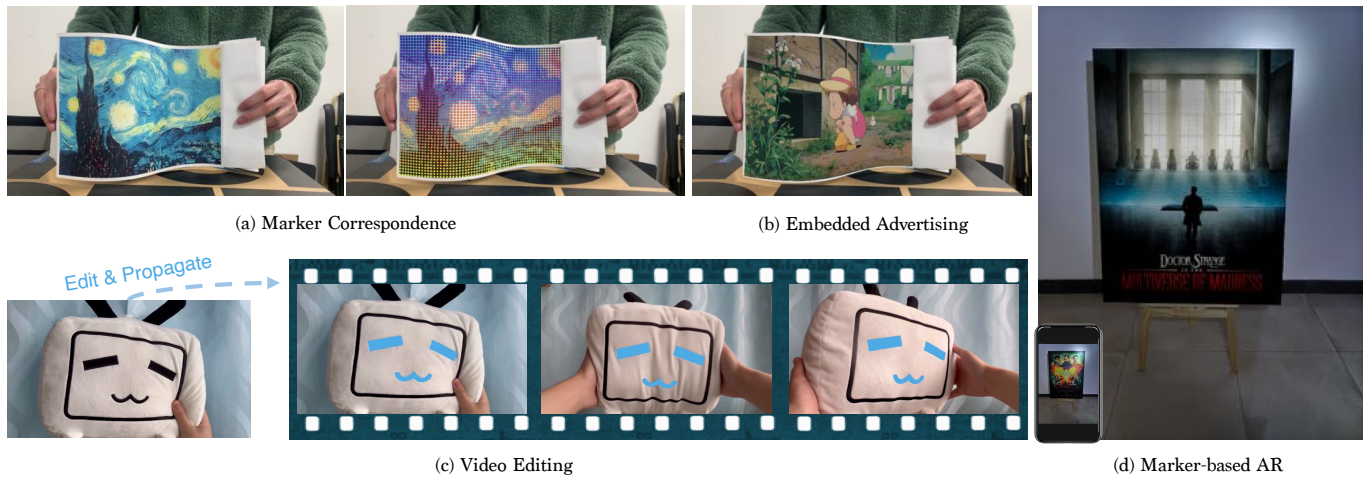 (a) Marker Correspondence
(b) Embedded Advertising
Edit & Propagate
(c) Video Editing
DOCTOR STRANGE
IN THE
MULTIVERSE OF MADNESS
(d) Marker-based AR